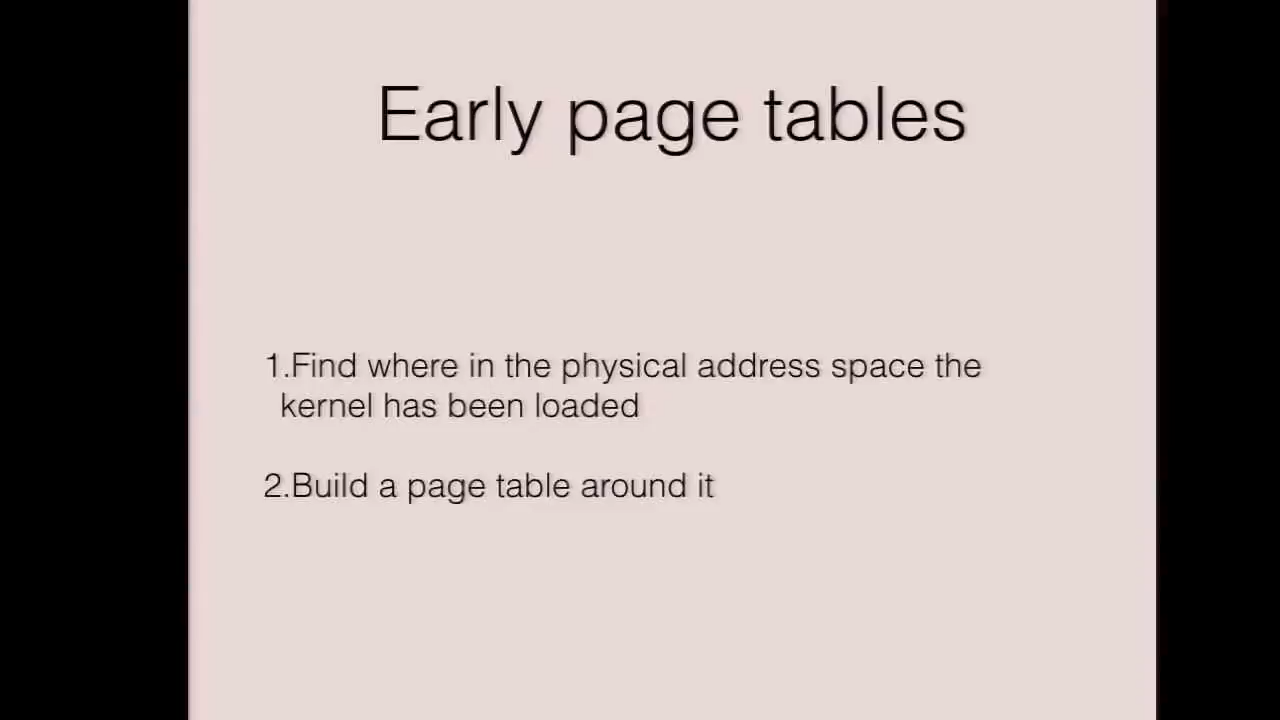 Early page tables
1.Find where in the physical address space the
kernel has been loaded
2.Build a page table around it